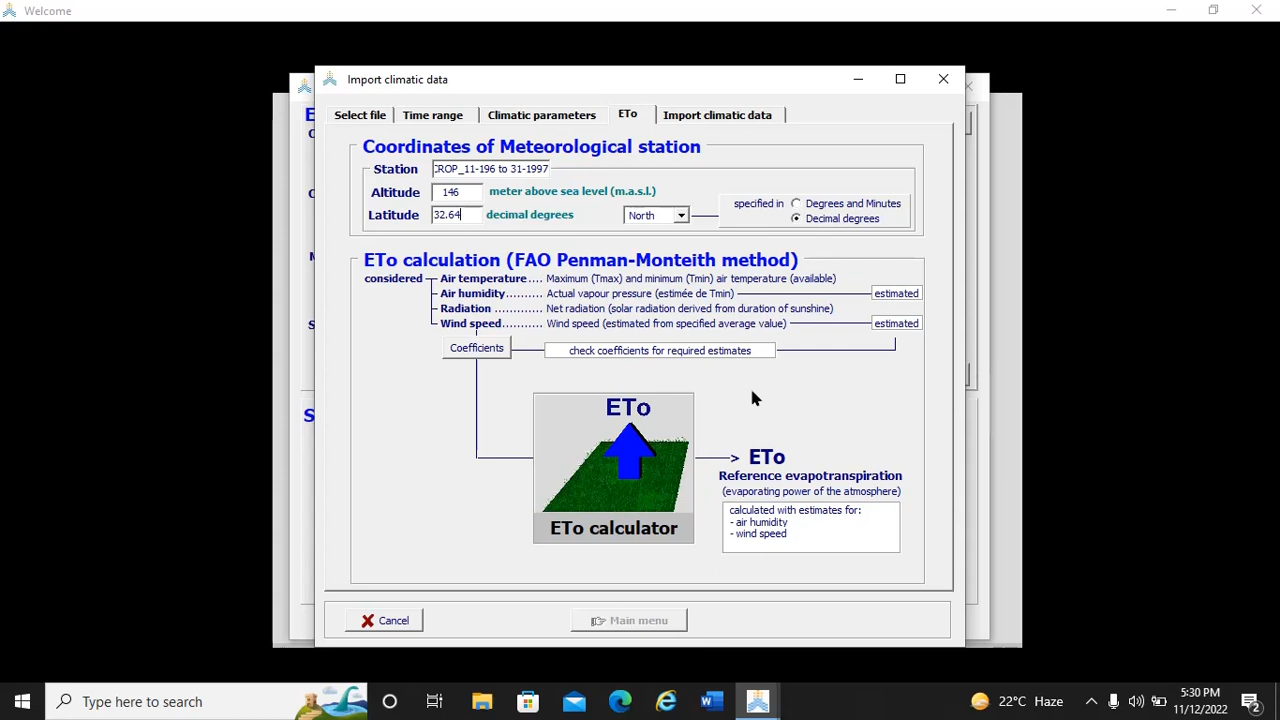 Welcome
Import climatic data
Select file
Time range
Climatic parameters
ETo
Import climatic data
Coordinates of Meteorological station
Station CROP_11-196 to 31-1997
Altitude 146 meter above sea level (m.a.s.l.)
Latitude 32.64 decimal degrees
North
specified in
Degrees and Minutes
Decimal degrees
ETo calculation (FAO Penman-Monteith method)
considered
Air temperature .... Maximum (Tmax) and minimum (Tmin) air temperature (available)
Air humidity .......... Actual vapour pressure (estimée de Tmin) estimated
Radiation ............. Net radiation (solar radiation derived from duration of sunshine)
Wind speed........... Wind speed (estimated from specified average value) estimated
Coefficients
check coefficients for required estimates
ETo
ETo calculator
> ETo
Reference evapotranspiration
(evaporating power of the atmosphere)
calculated with estimates for:
- air humidity
- wind speed
Cancel
Main menu
Type here to search
22°C Haze
5:30 PM
11/12/2022
2